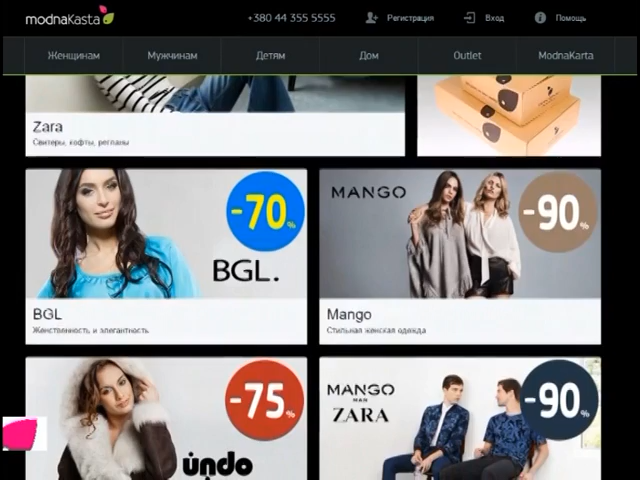 modnaKasta
+380 44 355 5555
Регистрация
Вход
Помощь
Женщинам
Мужчинам
Детям
Дом
Outlet
ModnaKarta
Zara
Свитеры, кофты, регланы
-70%
BGL.
BGL
Женственность и элегантность
MANGO
-90%
Mango
Стильная женская одежда
-75%
ùndo
MANGO
MAN
ZARA
-90%